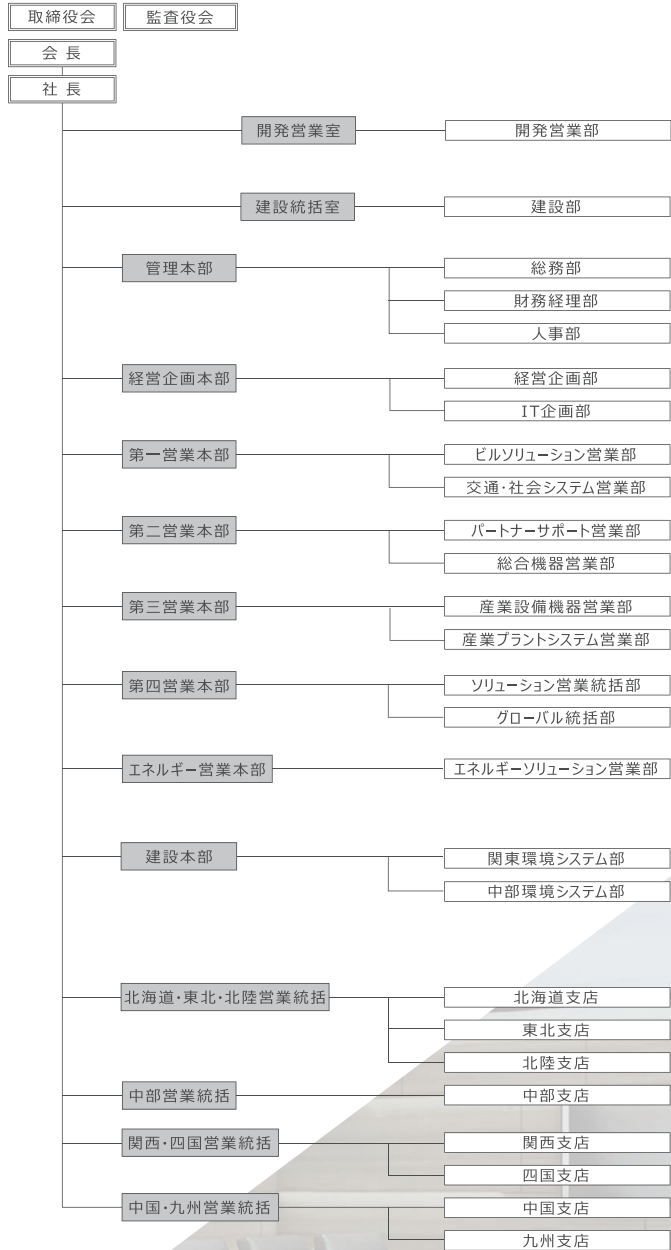 取締役会 監査役会
会長
社長
開発営業室 開発営業部
建設統括室 建設部
管理本部 総務部
財務経理部
人事部
経営企画本部 経営企画部
IT企画部
第一営業本部 ビルソリューション営業部
交通・社会システム営業部
第二営業本部 パートナーサポート営業部
総合機器営業部
第三営業本部 産業設備機器営業部
産業プラントシステム営業部
第四営業本部 ソリューション営業統括部
グローバル統括部
エネルギー営業本部 エネルギーソリューション営業部
建設本部 関東環境システム部
中部環境システム部
北海道・東北・北陸営業統括 北海道支店
東北支店
北陸支店
中部営業統括 中部支店
関西・四国営業統括 関西支店
四国支店
中国・九州営業統括 中国支店
九州支店